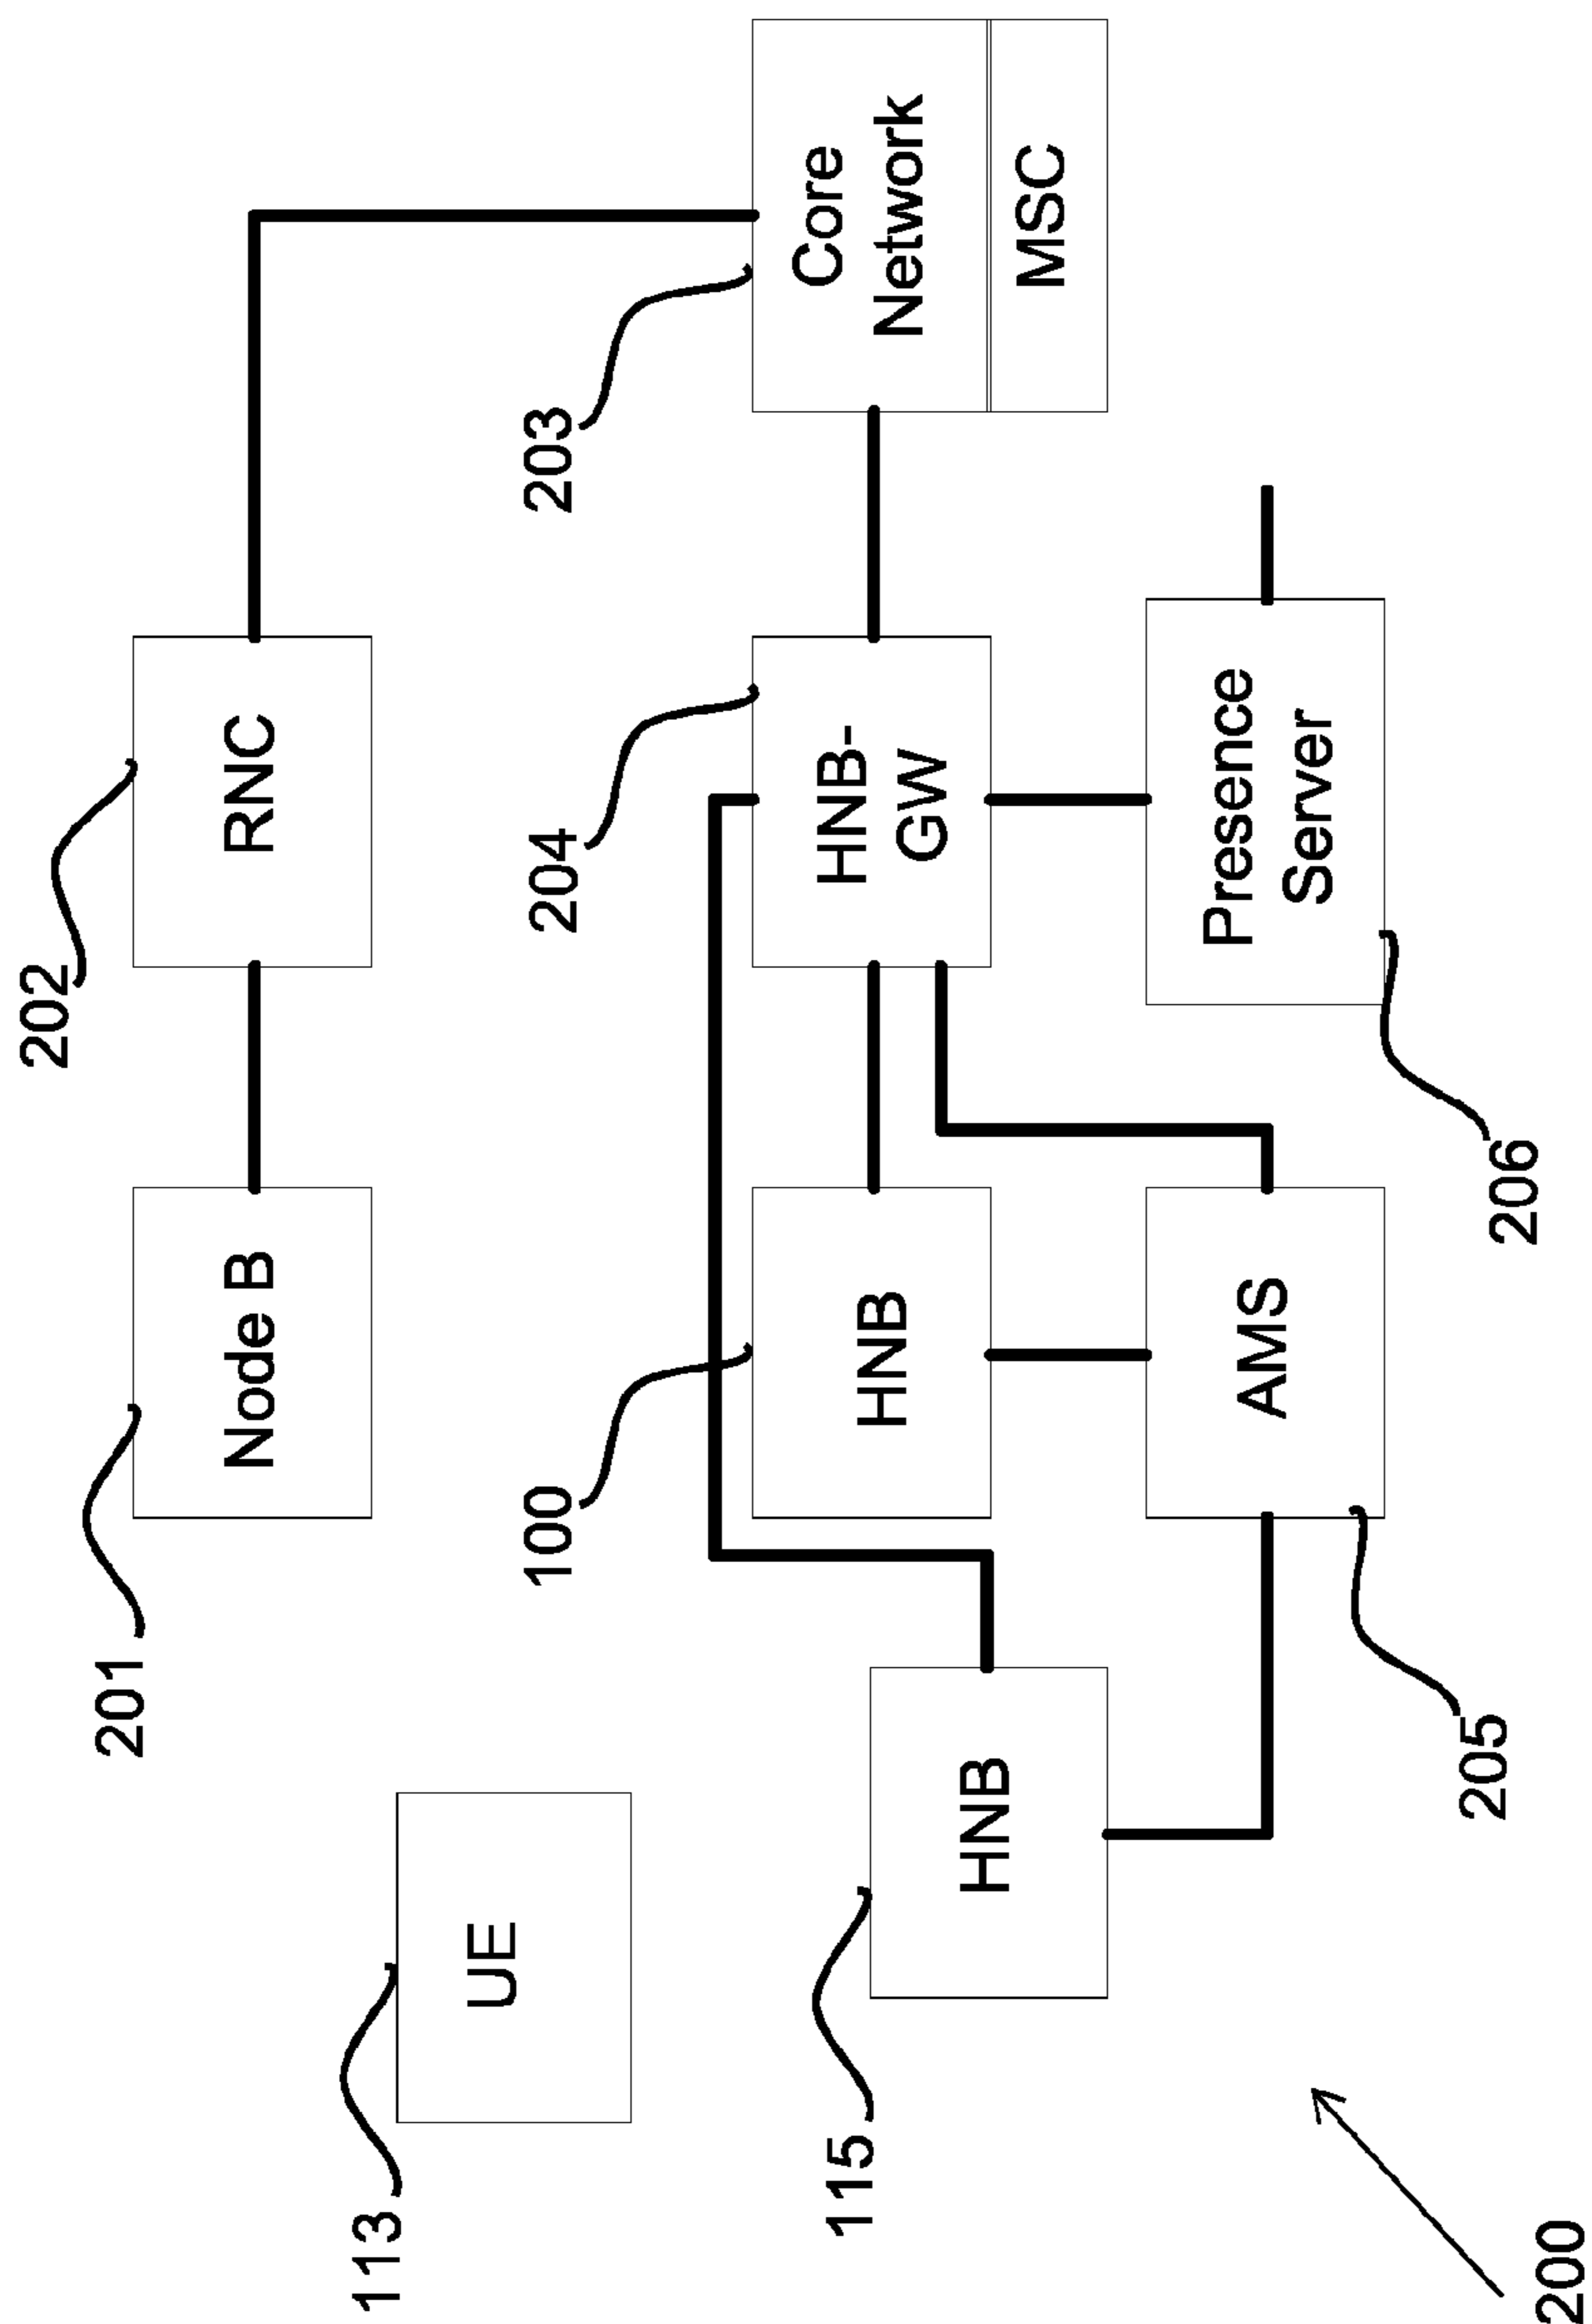 202
RNC
201
Node B
113
UE
203
Core
Network
MSC
204
HNB-
GW
100
HNB
115
HNB
Presence
Server
206
AMS
205
200